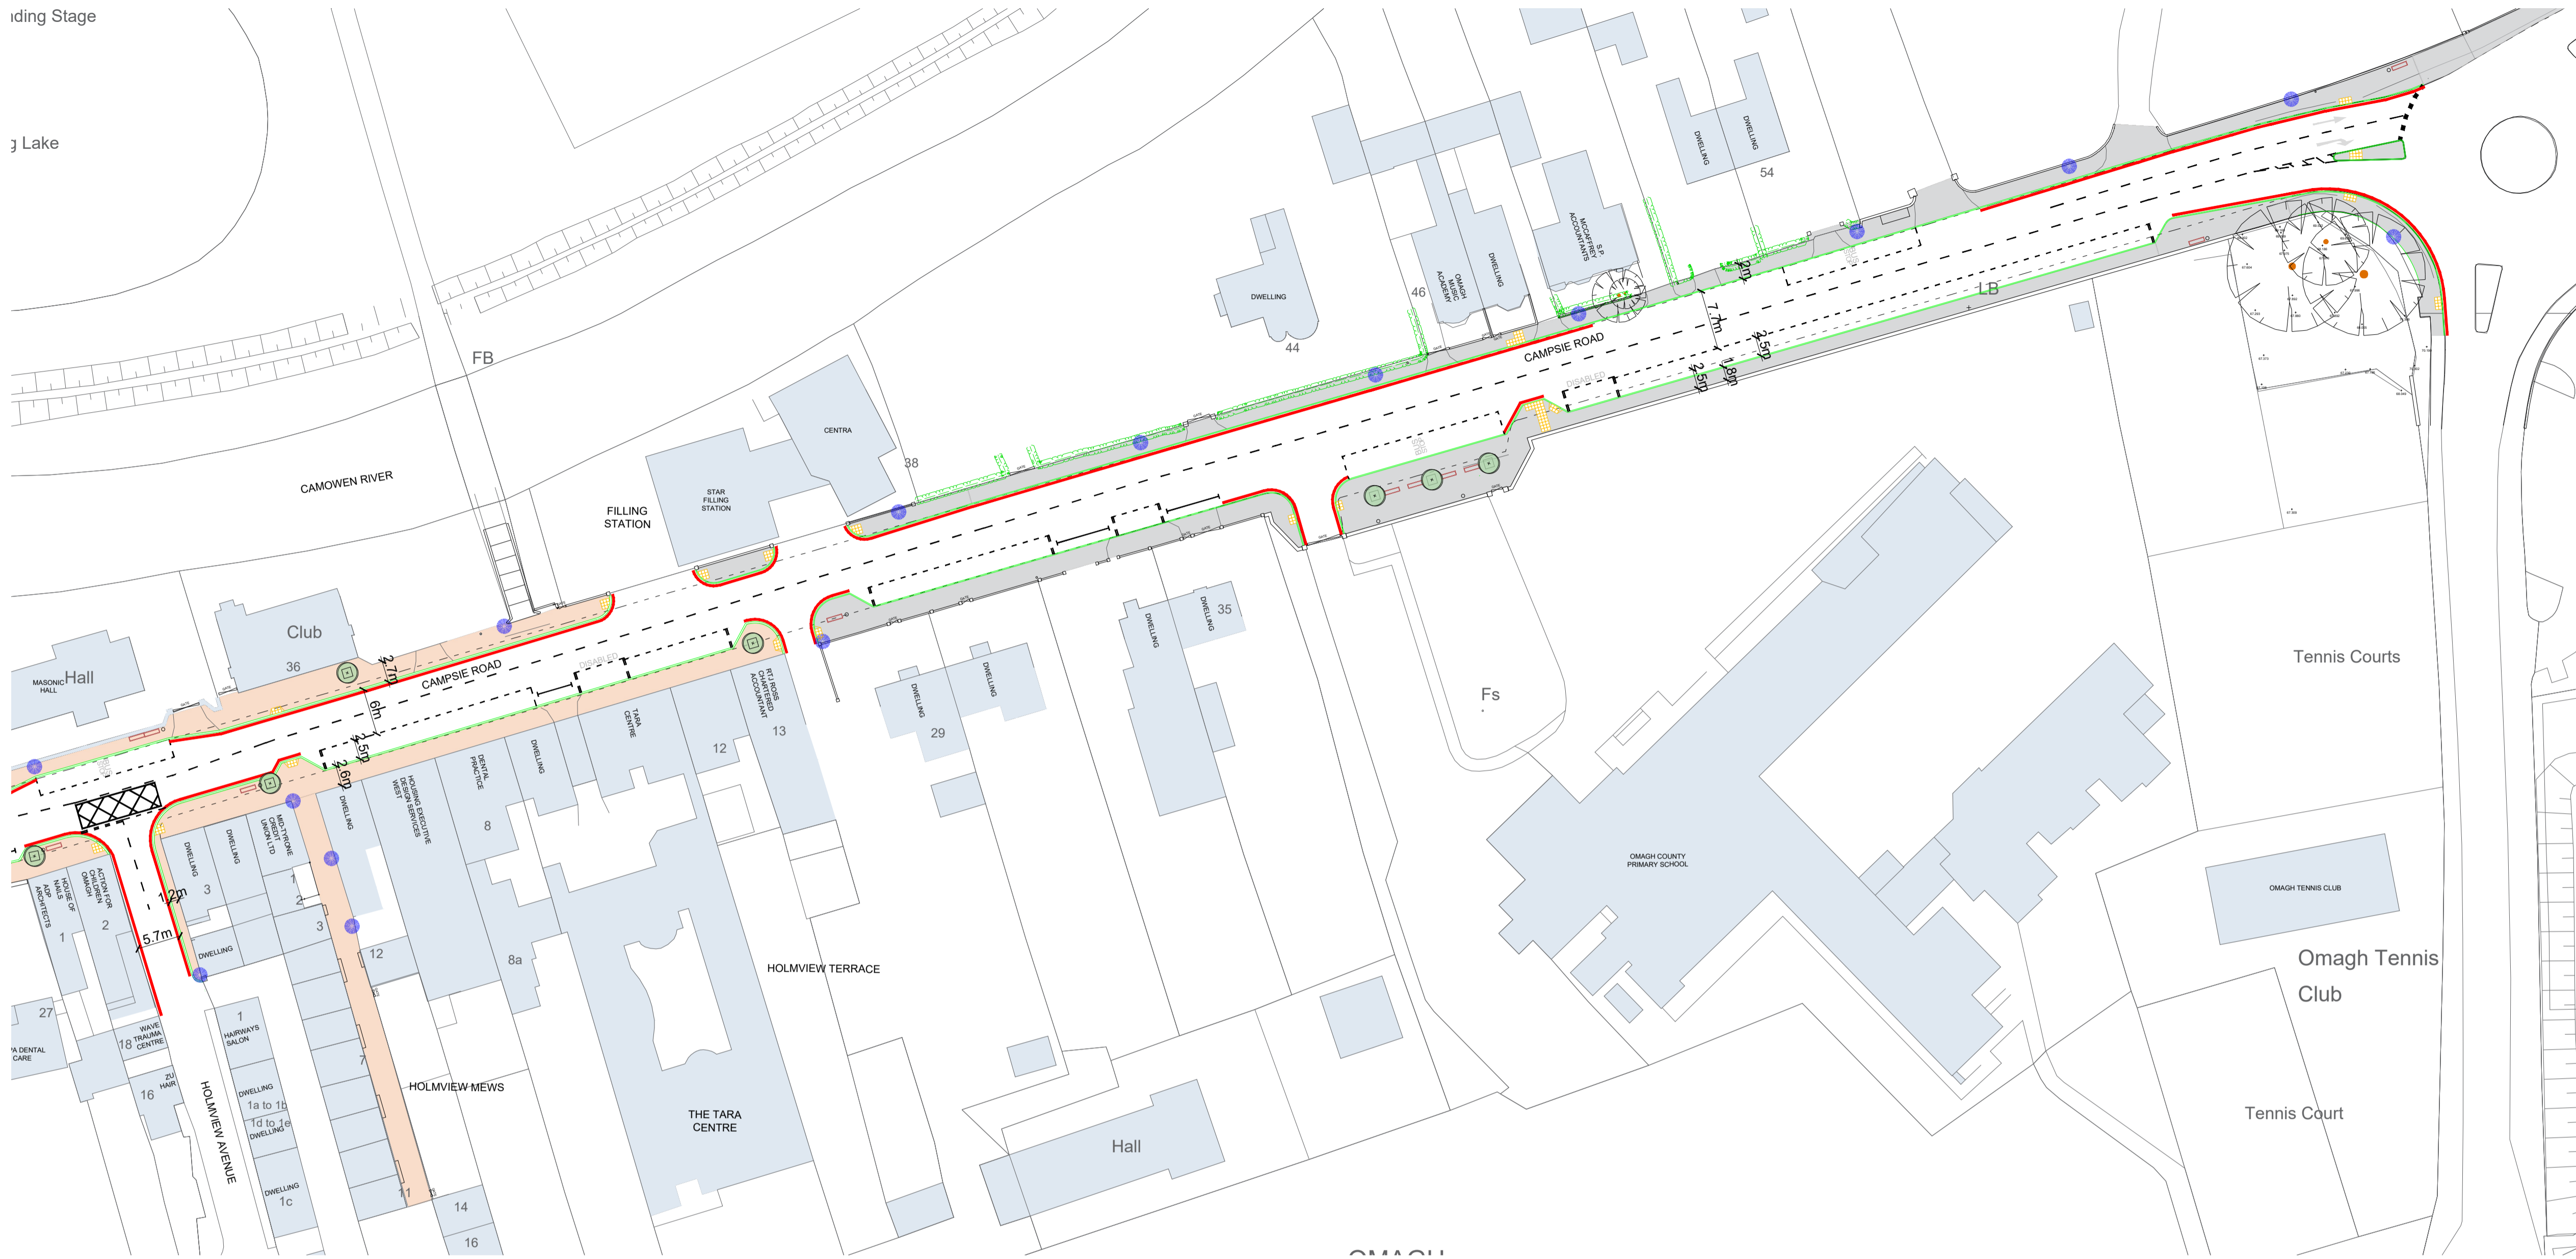 ding Stage
g Lake
FB
CAMOWEN RIVER
FILLING
STATION
STAR
FILLING
STATION
CENTRA
38
DWELLING
44
46
OMAGH
MUSIC
ACADEMY
DWELLING
S.P.
MCCAFFREY
ACCOUNTANTS
DWELLING
DWELLING
54
LB
CAMPSIE ROAD
2m
7.7m
2.5m
2.5m
1.8m
DISABLED
BUS
STOP
MASONIC
HALL
Hall
Club
36
CAMPSIE ROAD
2.7m
6m
2.5m
2.6m
DISABLED
RTJ ROSS
CHARTERED
ACCOUNTANT
13
12
TARA
CENTRE
DWELLING
DENTAL
PRACTICE
8
HOUSING EXECUTIVE
DESIGN SERVICES
WEST
DWELLING
MID-TYRONE
CREDIT
UNION LTD
DWELLING
DWELLING
3
1
2
3
1.2m
5.7m
DWELLING
ACTION FOR
CHILDREN
OMAGH
2
HOUSE OF
NAILS
ADP
ARCHITECTS
1
27
PA DENTAL
CARE
18
WAVE
TRAUMA
CENTRE
ZU
HAIR
16
HOLMVIEW AVENUE
1
HAIRWAYS
SALON
DWELLING
1a to 1b
1d to 1e
DWELLING
DWELLING
1c
7
11
12
8a
HOLMVIEW MEWS
14
16
THE TARA
CENTRE
HOLMVIEW TERRACE
DWELLING
DWELLING
29
DWELLING
DWELLING
35
Hall
Fs
OMAGH COUNTY
PRIMARY SCHOOL
Tennis Courts
OMAGH TENNIS CLUB
Omagh Tennis
Club
Tennis Court
OMAGH